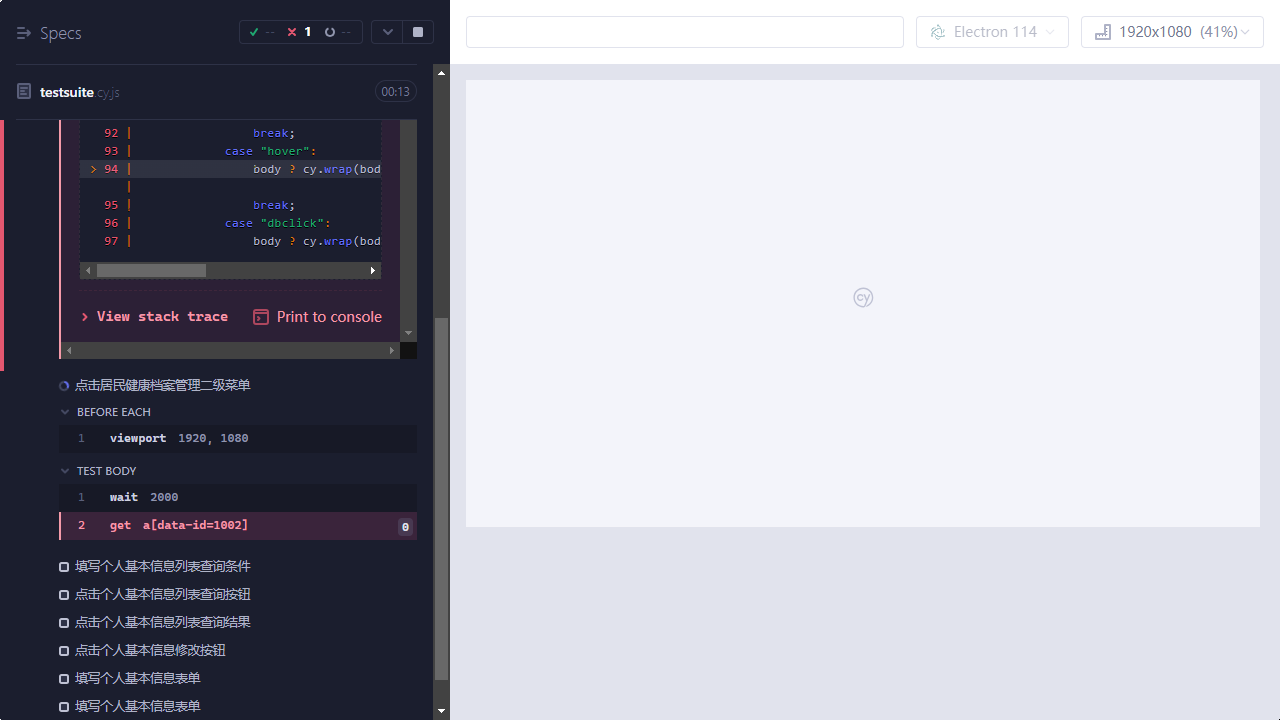 Specs
-- 1 --
Electron 114
1920x1080 (41%)
testsuite.cy.js
00:13
92 | break;
93 | case "hover":
> 94 | body ? cy.wrap(bod
|
95 | break;
96 | case "dbclick":
97 | body ? cy.wrap(bod
View stack trace
Print to console
点击居民健康档案管理二级菜单
BEFORE EACH
1 viewport 1920, 1080
TEST BODY
1 wait 2000
2 get a[data-id=1002] 0
填写个人基本信息列表查询条件
点击个人基本信息列表查询按钮
点击个人基本信息列表查询结果
点击个人基本信息修改按钮
填写个人基本信息表单
填写个人基本信息表单
cy